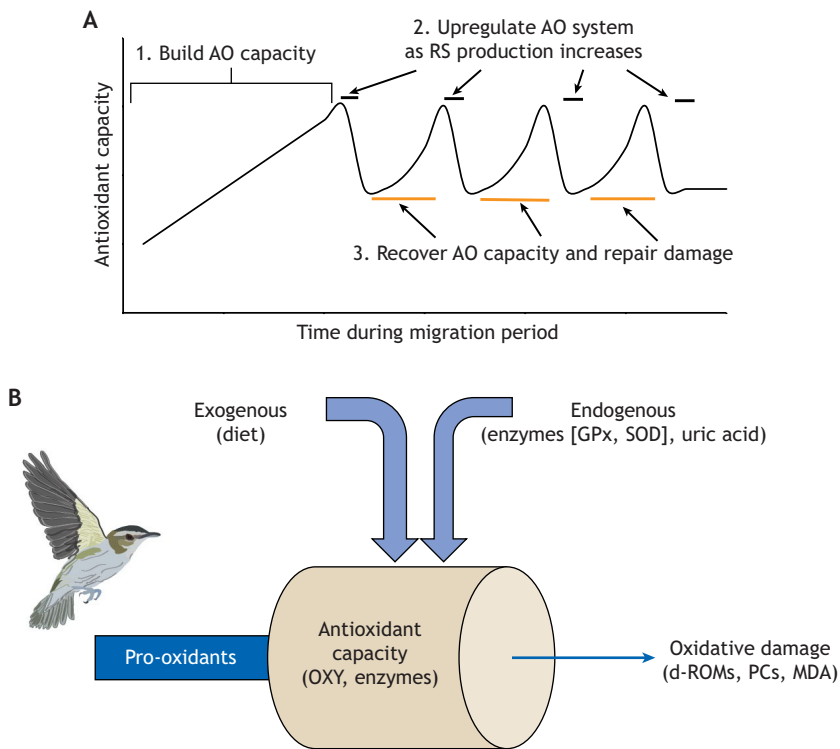 A
1. Build AO capacity
2. Upregulate AO system
as RS production increases
Antioxidant capacity
3. Recover AO capacity and repair damage
Time during migration period
B
Exogenous
(diet)
Endogenous
(enzymes [GPx, SOD], uric acid)
Pro-oxidants
Antioxidant
capacity
(OXY, enzymes)
Oxidative damage
(d-ROMs, PCs, MDA)